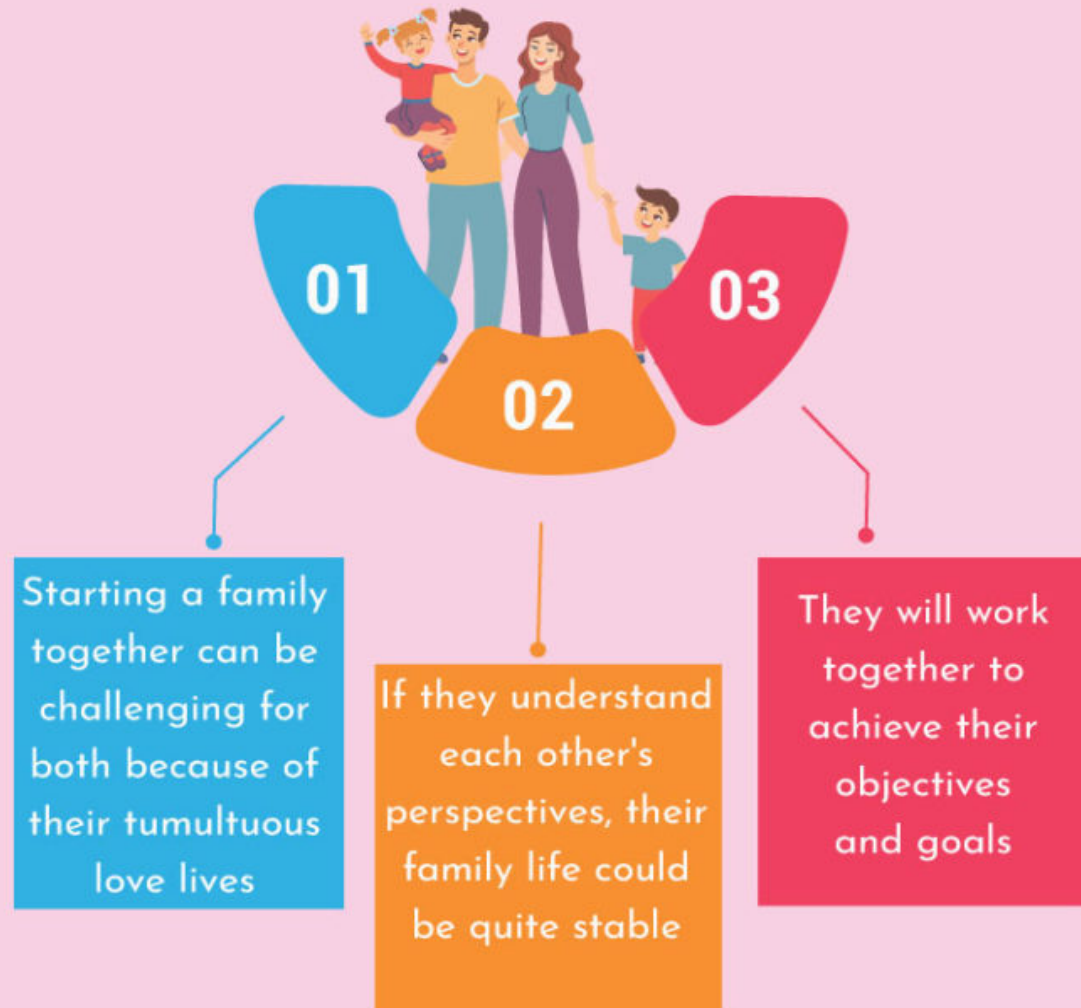 01
02
03
Starting a family
together can be
challenging for
both because of
their tumultuous
love lives
If they understand
each other's
perspectives, their
family life could
be quite stable
They will work
together to
achieve their
objectives
and goals